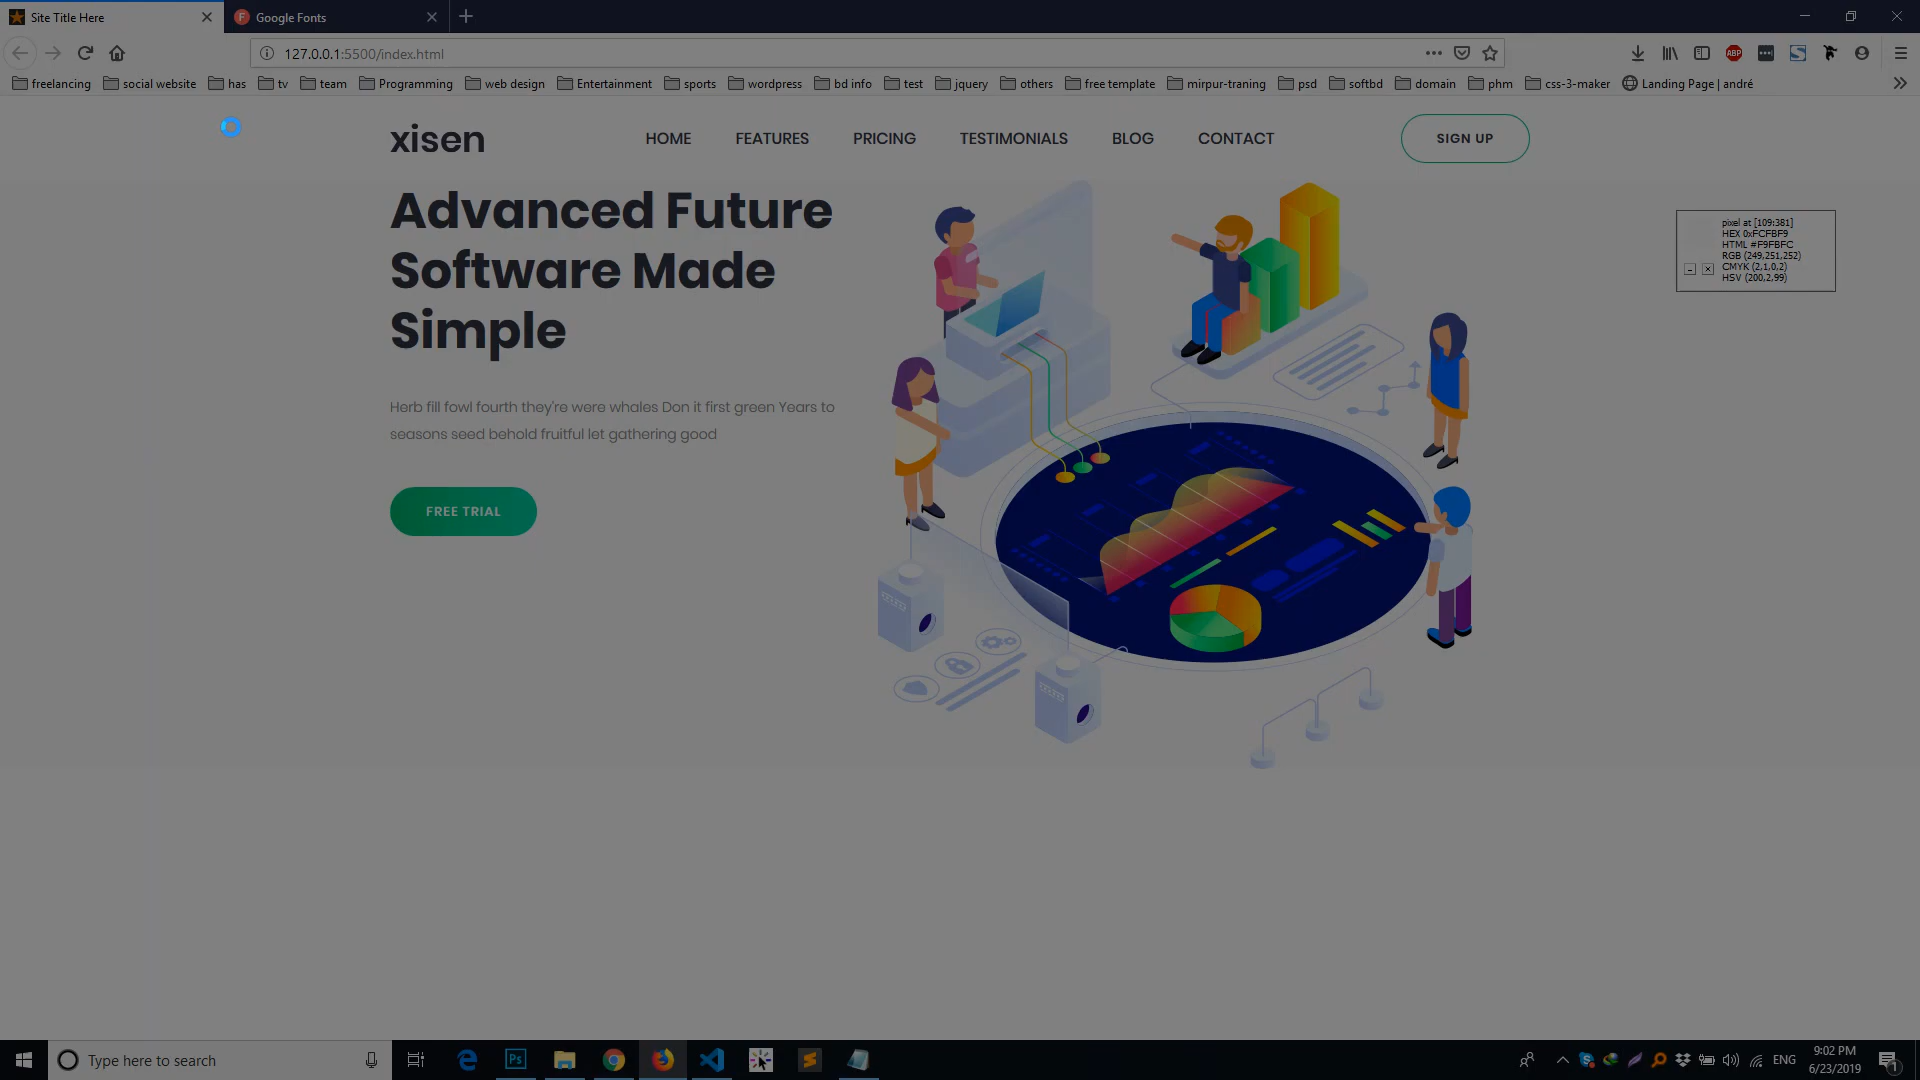 Site Title Here
Google Fonts
127.0.0.1:5500/index.html
freelancing social website has tv team Programming web design Entertainment sports wordpress bd info test jquery others free template mirpur-traning psd softbd domain phm css-3-maker Landing Page | andré
xisen HOME FEATURES PRICING TESTIMONIALS BLOG CONTACT SIGN UP
Advanced Future
Software Made
Simple
Herb fill fowl fourth they're were whales Don it first green Years to
seasons seed behold fruitful let gathering good
FREE TRIAL
pixel at [109:381]
HEX 0xFCFBF9
HTML #F9FBFC
RGB (249,251,252)
CMYK (2,1,0,2)
HSV (200,2,99)
ABP
Type here to search
Ps
ENG
9:02 PM
6/23/2019
1